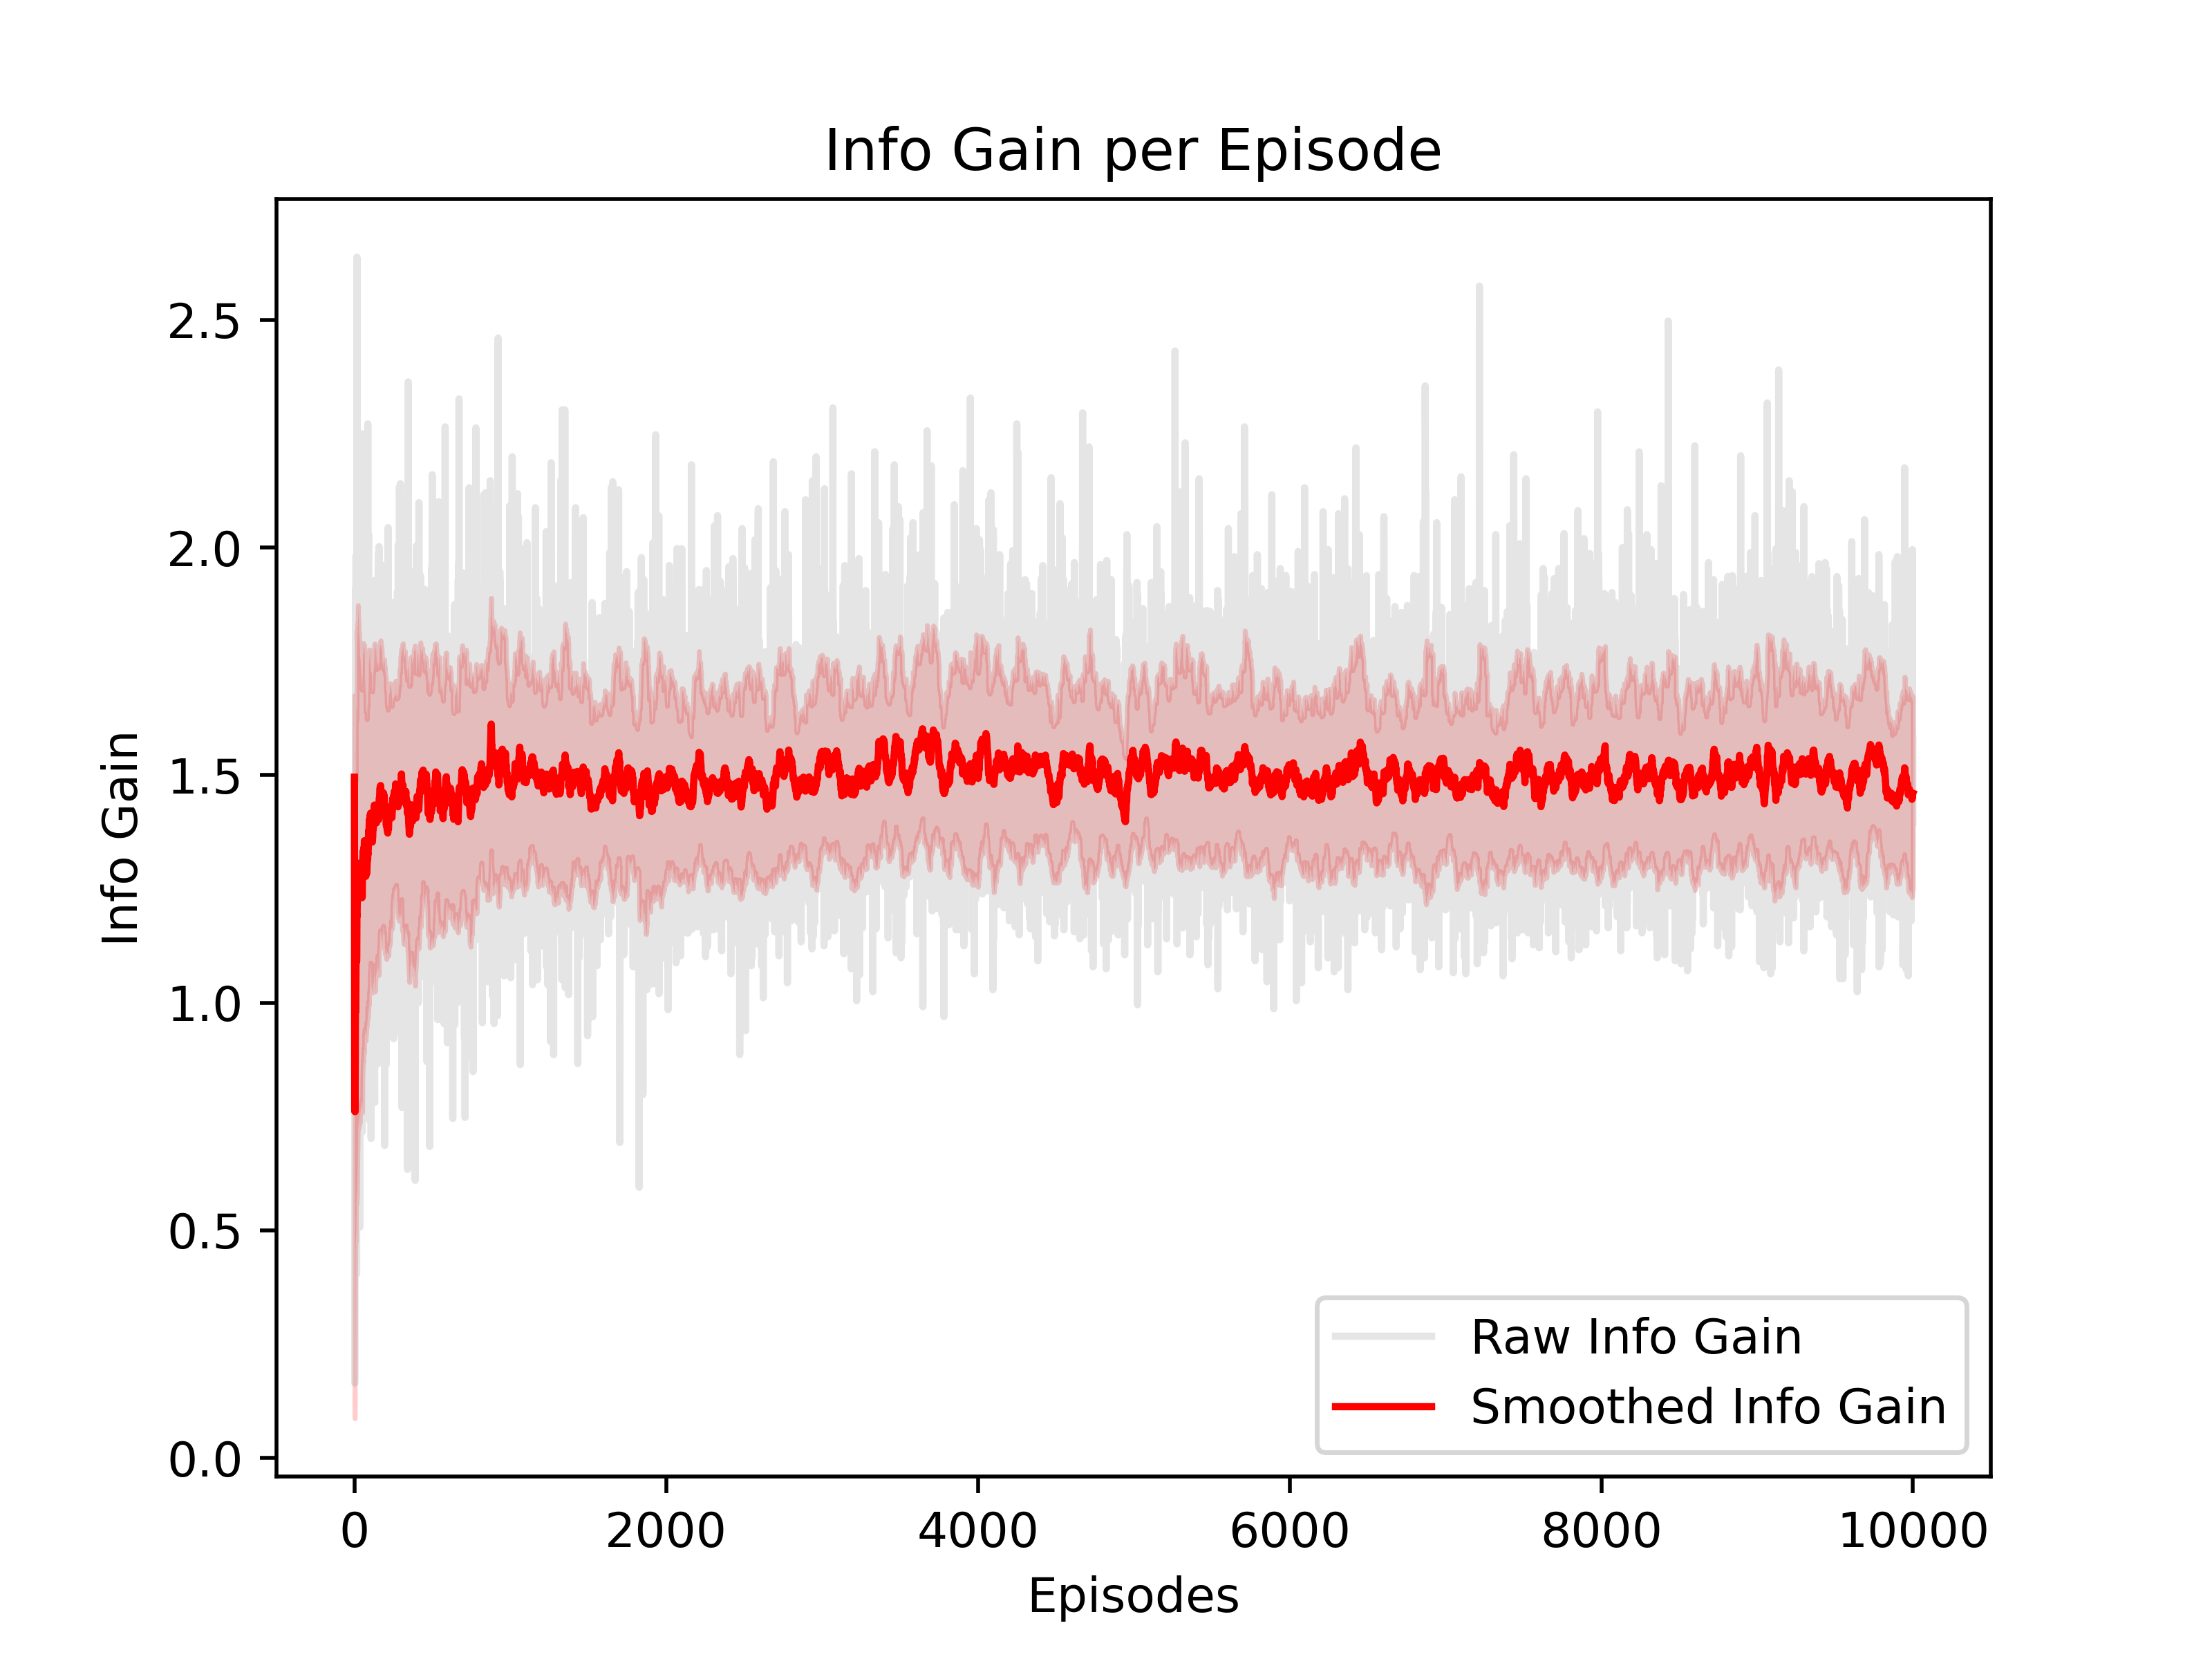 Info Gain per Episode
Info Gain
2.5
2.0
1.5
1.0
0.5
0.0
0
2000
4000
6000
8000
10000
Episodes
Raw Info Gain
Smoothed Info Gain